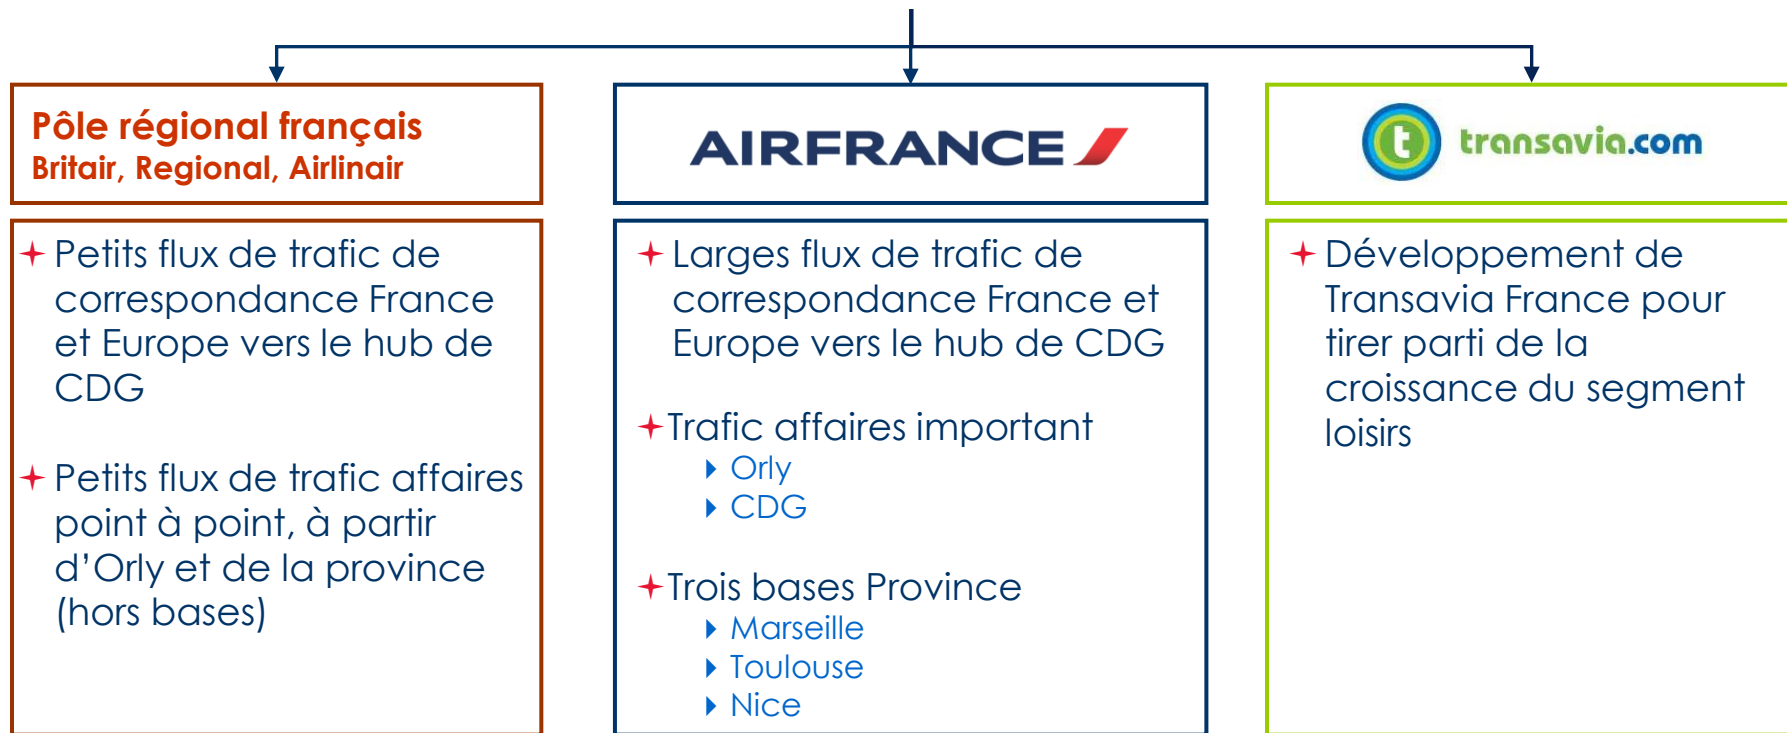 Pôle régional français
Britair, Regional, Airlinair
Petits flux de trafic de
correspondance France
et Europe vers le hub de
CDG
Petits flux de trafic affaires
point à point, à partir
d’Orly et de la province
(hors bases)
AIRFRANCE
Larges flux de trafic de
correspondance France et
Europe vers le hub de CDG
Trafic affaires important
Orly
CDG
Trois bases Province
Marseille
Toulouse
Nice
t transavia.com
Développement de
Transavia France pour
tirer parti de la
croissance du segment
loisirs